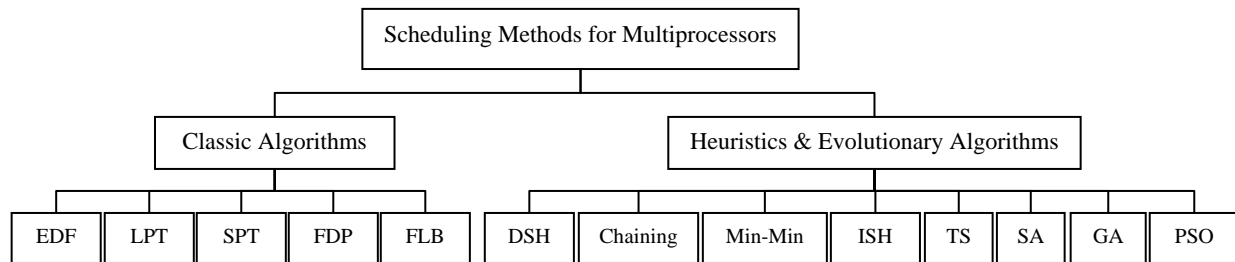 Scheduling Methods for Multiprocessors
Classic Algorithms
Heuristics & Evolutionary Algorithms
EDF
LPT
SPT
FDP
FLB
DSH
Chaining
Min-Min
ISH
TS
SA
GA
PSO